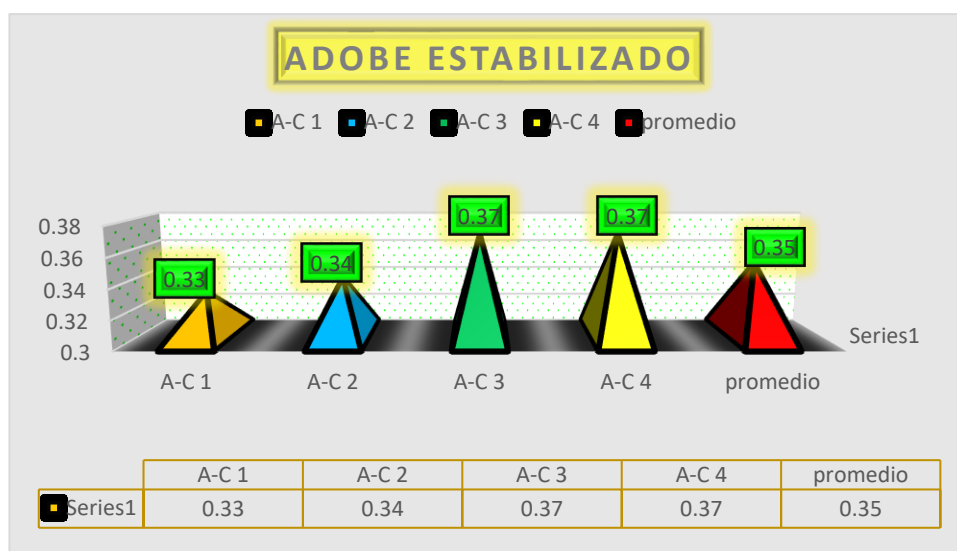 ADOBE ESTABILIZADO
A-C 1 A-C 2 A-C 3 A-C 4 promedio
0.38
0.36
0.34
0.32
0.3
0.33
0.34
0.37
0.37
0.35
Series1
A-C 1 A-C 2 A-C 3 A-C 4 promedio
A-C 1 A-C 2 A-C 3 A-C 4 promedio
Series1 0.33 0.34 0.37 0.37 0.35